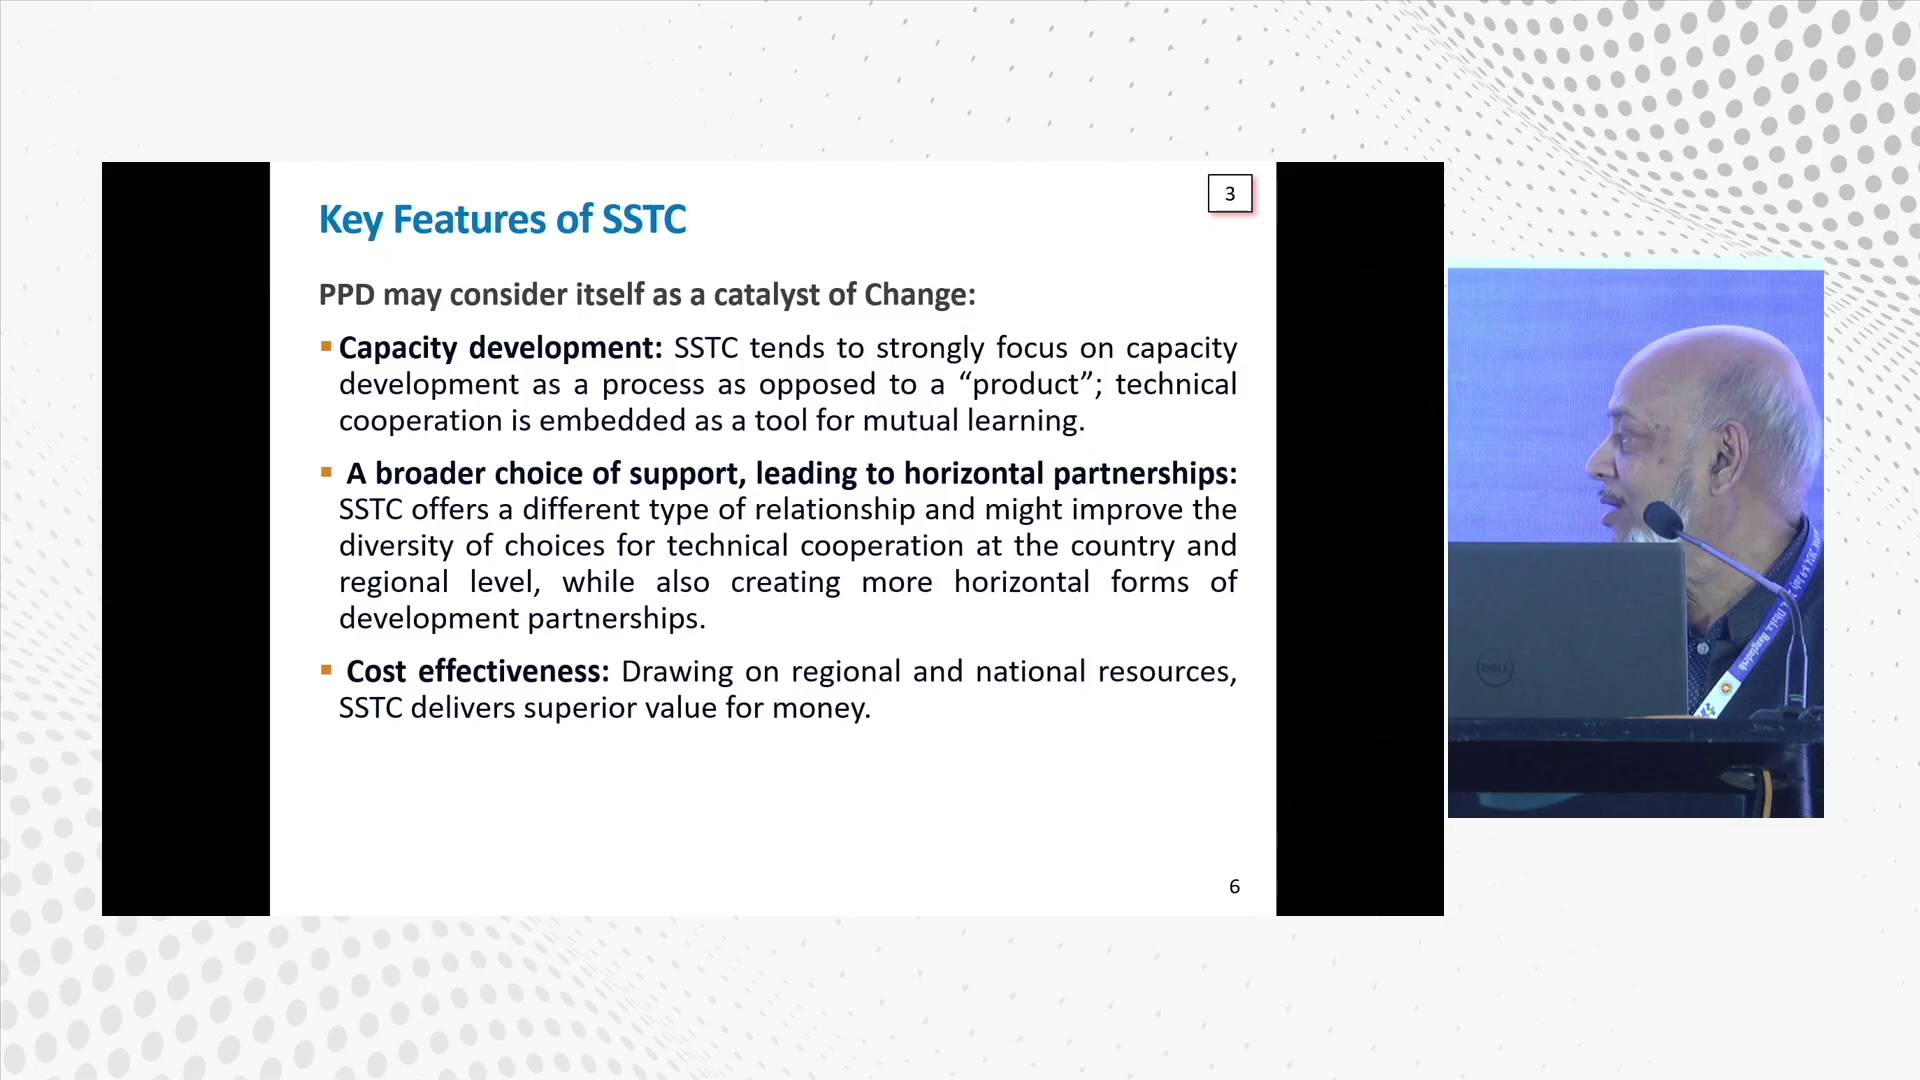 3
Key Features of SSTC
PPD may consider itself as a catalyst of Change:
▪ Capacity development: SSTC tends to strongly focus on capacity
development as a process as opposed to a “product”; technical
cooperation is embedded as a tool for mutual learning.
▪ A broader choice of support, leading to horizontal partnerships:
SSTC offers a different type of relationship and might improve the
diversity of choices for technical cooperation at the country and
regional level, while also creating more horizontal forms of
development partnerships.
▪ Cost effectiveness: Drawing on regional and national resources,
SSTC delivers superior value for money.
6
DELL
Dhaka, Bangladesh